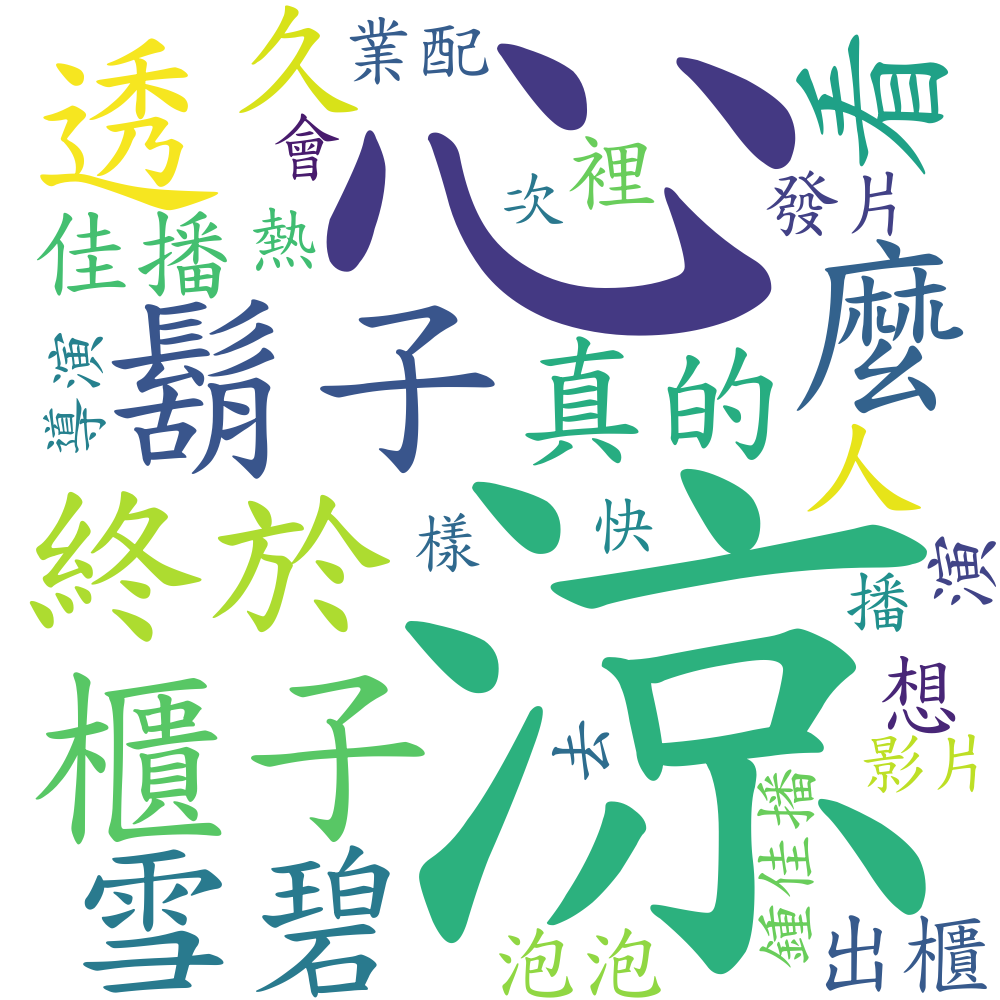 透
久
業配
心
看
會
次
裡
發片
佳播
熱
麼
導演
鬍子
真的
人
終於
樣
快
涼
演
播
櫃子
去
想
影片
鍾佳播
雪碧
泡泡
出櫃